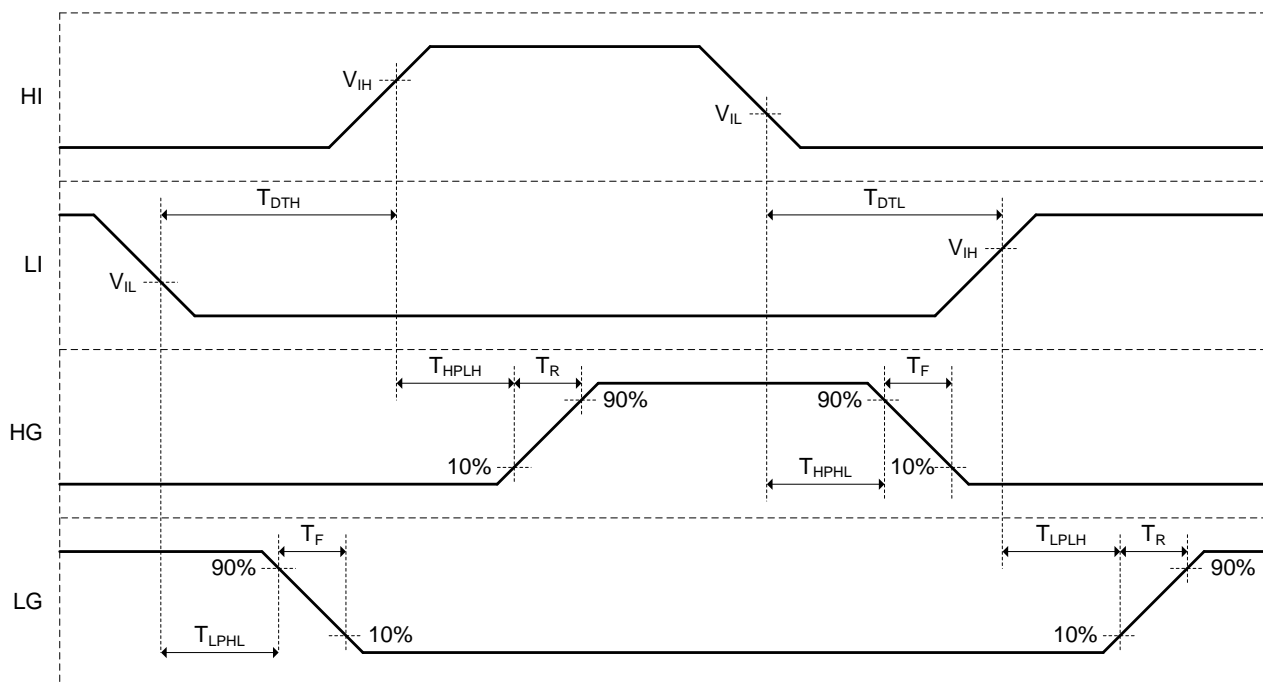 HI
V_IH
V_IL
LI
T_DTH
T_DTL
V_IL
V_IH
HG
T_HPLH
T_R
T_F
90%
90%
10%
10%
T_HPHL
LG
T_F
T_LPLH
T_R
90%
90%
10%
10%
T_LPHL